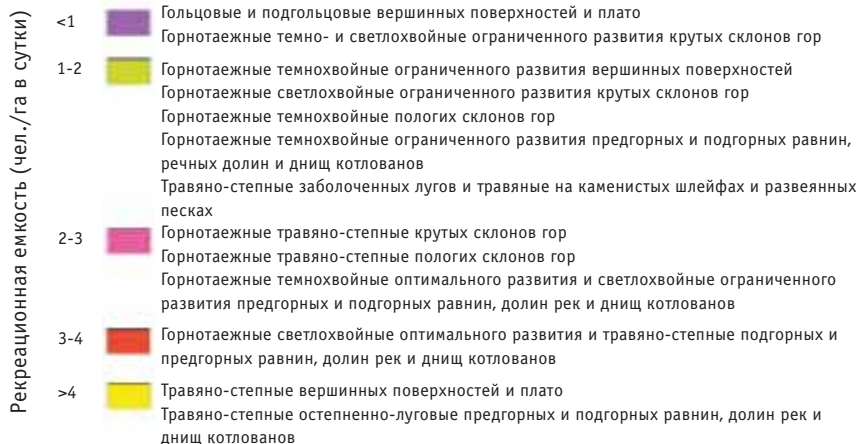 Рекреационная емкость (чел./га в сутки)
<1
Гольцовые и подгольцовые вершинных поверхностей и плато
Горнотаежные темно- и светлохвойные ограниченного развития крутых склонов гор
1-2
Горнотаежные темнохвойные ограниченного развития вершинных поверхностей
Горнотаежные светлохвойные ограниченного развития крутых склонов гор
Горнотаежные темнохвойные пологих склонов гор
Горнотаежные темнохвойные ограниченного развития предгорных и подгорных равнин,
речных долин и днищ котлованов
Травяно-степные заболоченных лугов и травяные на каменистых шлейфах и развеянных
песках
2-3
Горнотаежные травяно-степные крутых склонов гор
Горнотаежные травяно-степные пологих склонов гор
Горнотаежные темнохвойные оптимального развития и светлохвойные ограниченного
развития предгорных и подгорных равнин, долин рек и днищ котлованов
3-4
Горнотаежные светлохвойные оптимального развития и травяно-степные подгорных и
предгорных равнин, долин рек и днищ котлованов
>4
Травяно-степные вершинных поверхностей и плато
Травяно-степные остепненно-луговые предгорных и подгорных равнин, долин рек и
днищ котлованов